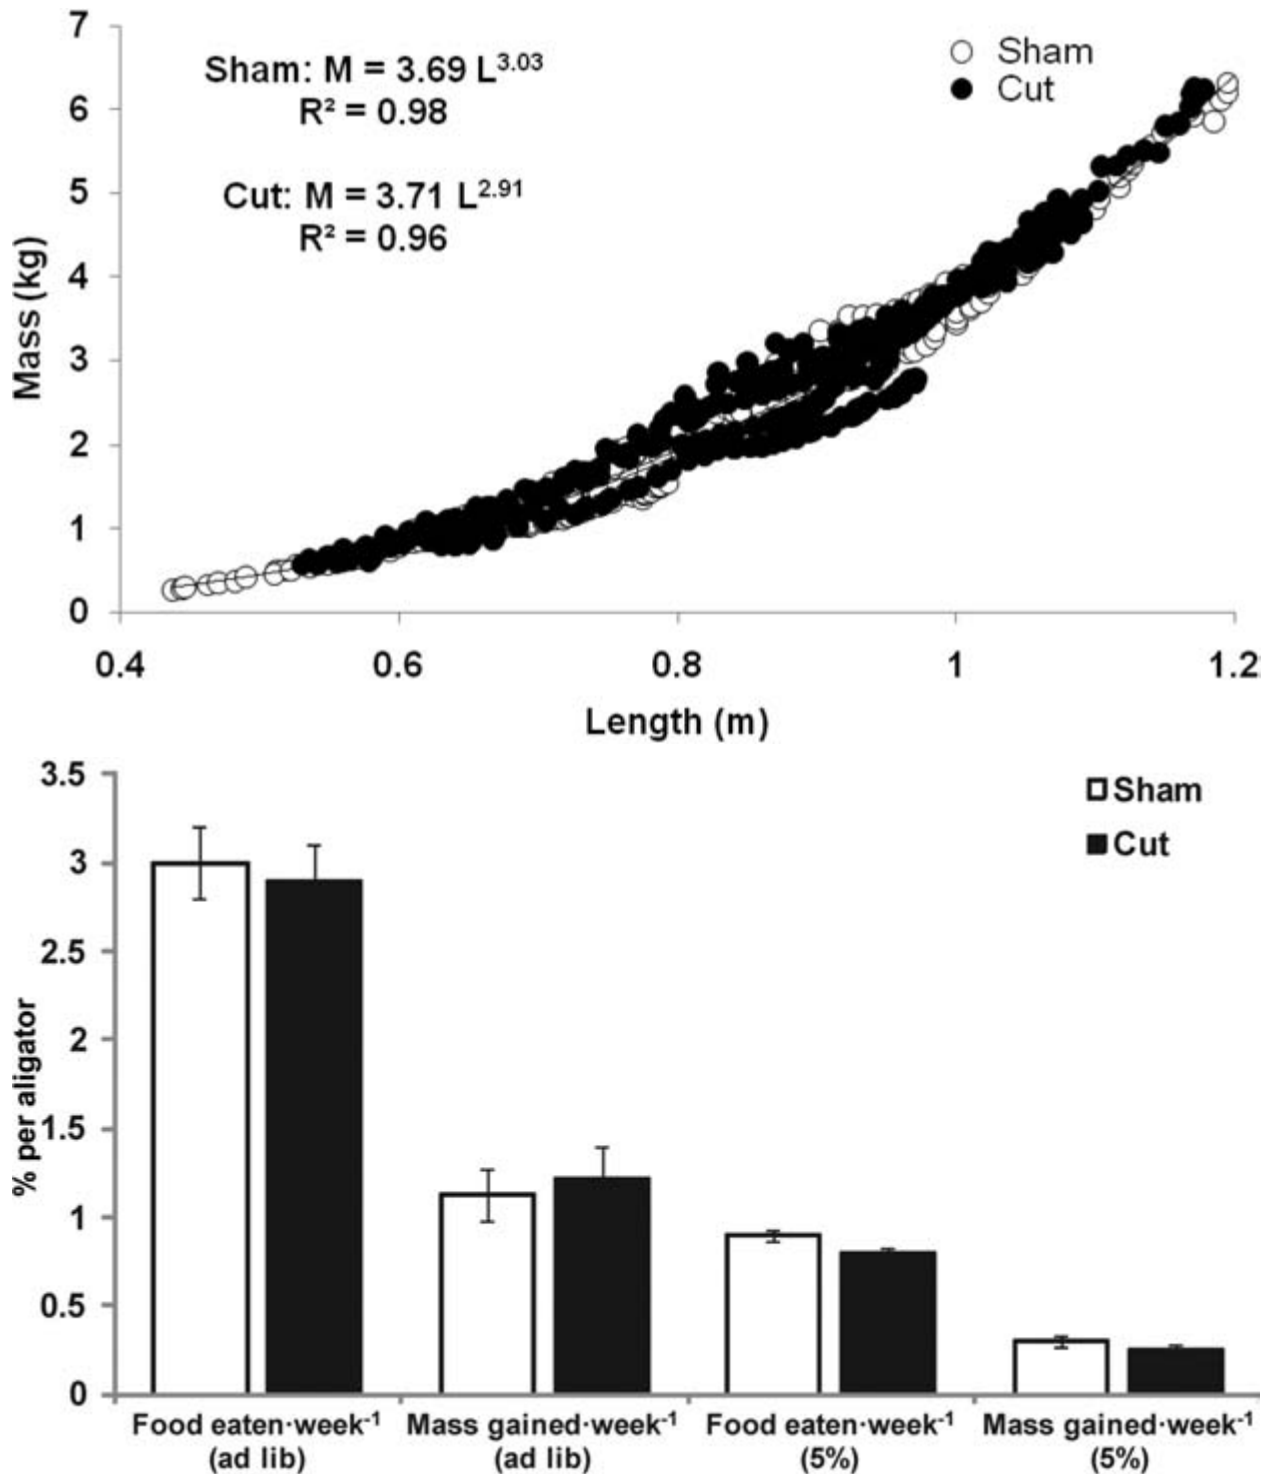 7
6
5
4
3
2
1
0
Mass (kg)
Sham: M = 3.69 L^3.03
R² = 0.98
Cut: M = 3.71 L^2.91
R² = 0.96
Sham
Cut
0.4 0.6 0.8 1 1.2
Length (m)
3.5
3
2.5
2
1.5
1
0.5
0
% per aligator
Sham
Cut
Food eaten·week⁻¹ Mass gained·week⁻¹ Food eaten·week⁻¹ Mass gained·week⁻¹
(ad lib) (ad lib) (5%) (5%)